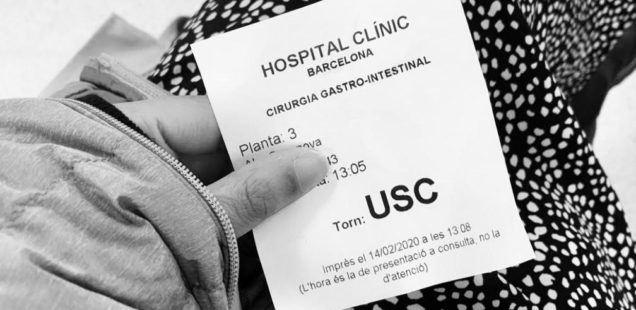 HOSPITAL CLÍNIC
BARCELONA
CIRURGIA GASTRO-INTESTINAL
Planta: 3
13:05
Torn: USC
Imprès el 14/02/2020 a les 13:08
(L'hora és la de presentació a consulta, no la
d'atenció)